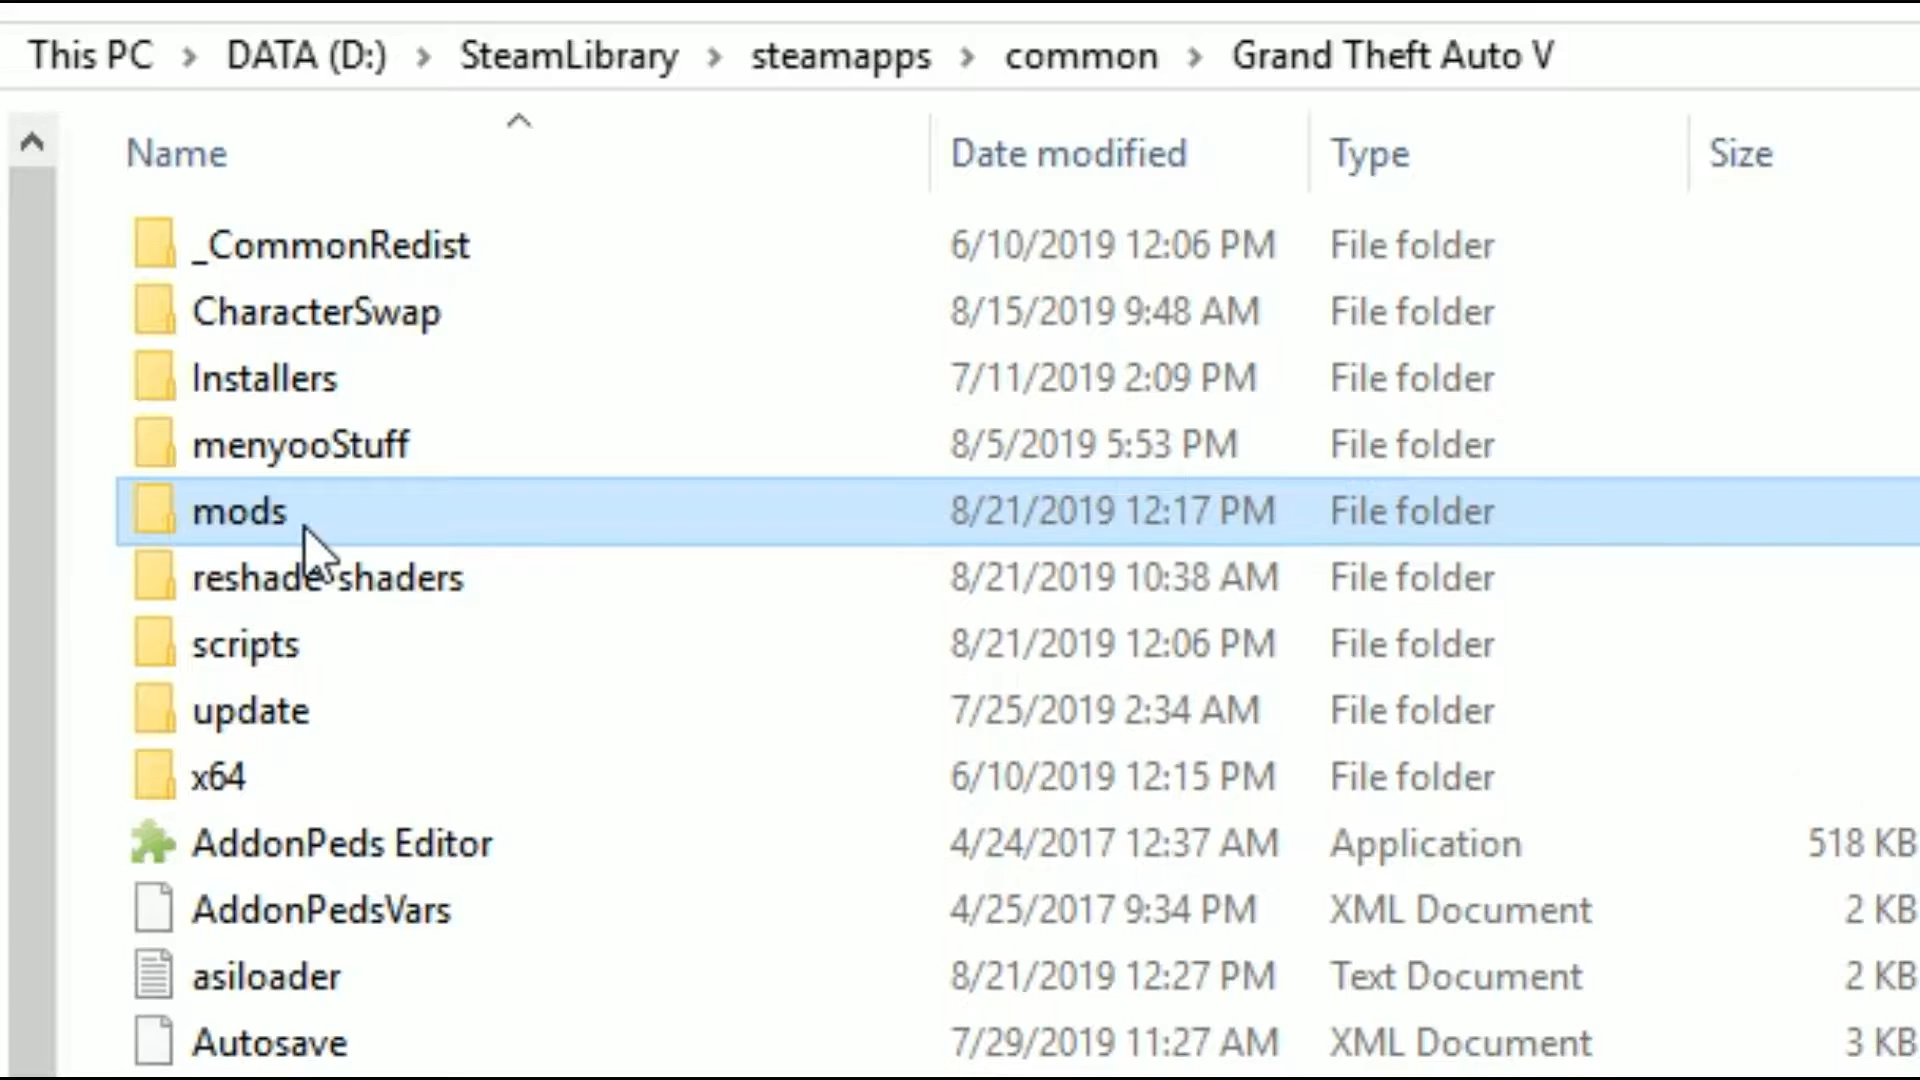 This PC > DATA (D:) > SteamLibrary > steamapps > common > Grand Theft Auto V
Name Date modified Type Size
_CommonRedist 6/10/2019 12:06 PM File folder
CharacterSwap 8/15/2019 9:48 AM File folder
Installers 7/11/2019 2:09 PM File folder
menyooStuff 8/5/2019 5:53 PM File folder
mods 8/21/2019 12:17 PM File folder
reshade-shaders 8/21/2019 10:38 AM File folder
scripts 8/21/2019 12:06 PM File folder
update 7/25/2019 2:34 AM File folder
x64 6/10/2019 12:15 PM File folder
AddonPeds Editor 4/24/2017 12:37 AM Application 518 KB
AddonPedsVars 4/25/2017 9:34 PM XML Document 2 KB
asiloader 8/21/2019 12:27 PM Text Document 2 KB
Autosave 7/29/2019 11:27 AM XML Document 3 KB